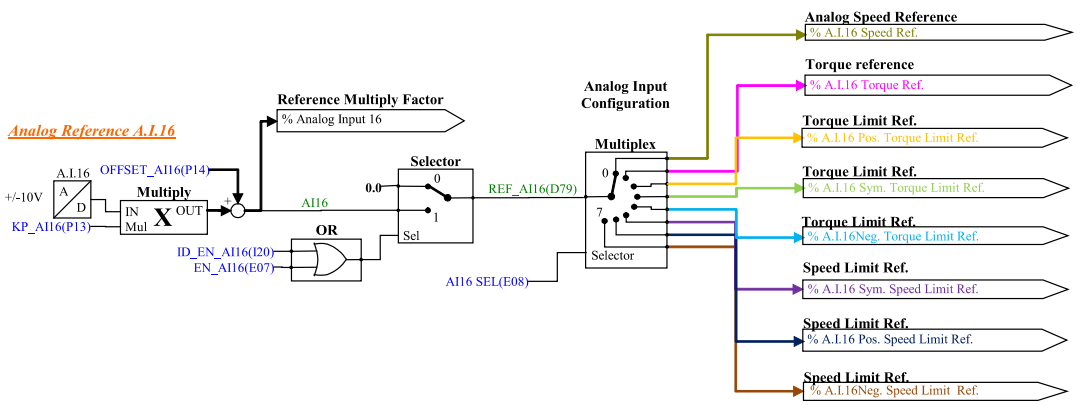 Analog Reference A.I.16
+/-10V
A.I.16
A
D
KP_AI16(P13)
OFFSET_AI16(P14)
Multiply
IN
X
OUT
Mul
+
+
Reference Multiply Factor
% Analog Input 16
AI16
OR
ID_EN_AI16(I20)
EN_AI16(E07)
Selector
0.0
0
1
Sel
REF_AI16(D79)
AI16 SEL(E08)
Analog Input
Configuration
Multiplex
0
7
Selector
Analog Speed Reference
% A.I.16 Speed Ref.
Torque reference
% A.I.16 Torque Ref.
Torque Limit Ref.
% A.I.16 Pos. Torque Limit Ref.
Torque Limit Ref.
% A.I.16 Sym. Torque Limit Ref.
Torque Limit Ref.
% A.I.16Neg. Torque Limit Ref.
Speed Limit Ref.
% A.I.16 Sym. Speed Limit Ref.
Speed Limit Ref.
% A.I.16 Pos. Speed Limit Ref.
Speed Limit Ref.
% A.I.16Neg. Speed Limit Ref.